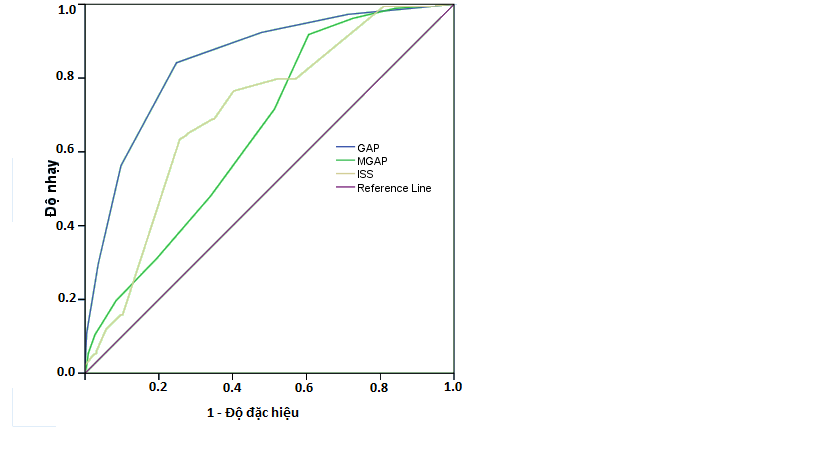 1.0
0.8
0.6
0.4
0.2
0.0
Độ nhạy
GAP
MGAP
ISS
Reference Line
0.2 0.4 0.6 0.8 1.0
1 - Độ đặc hiệu